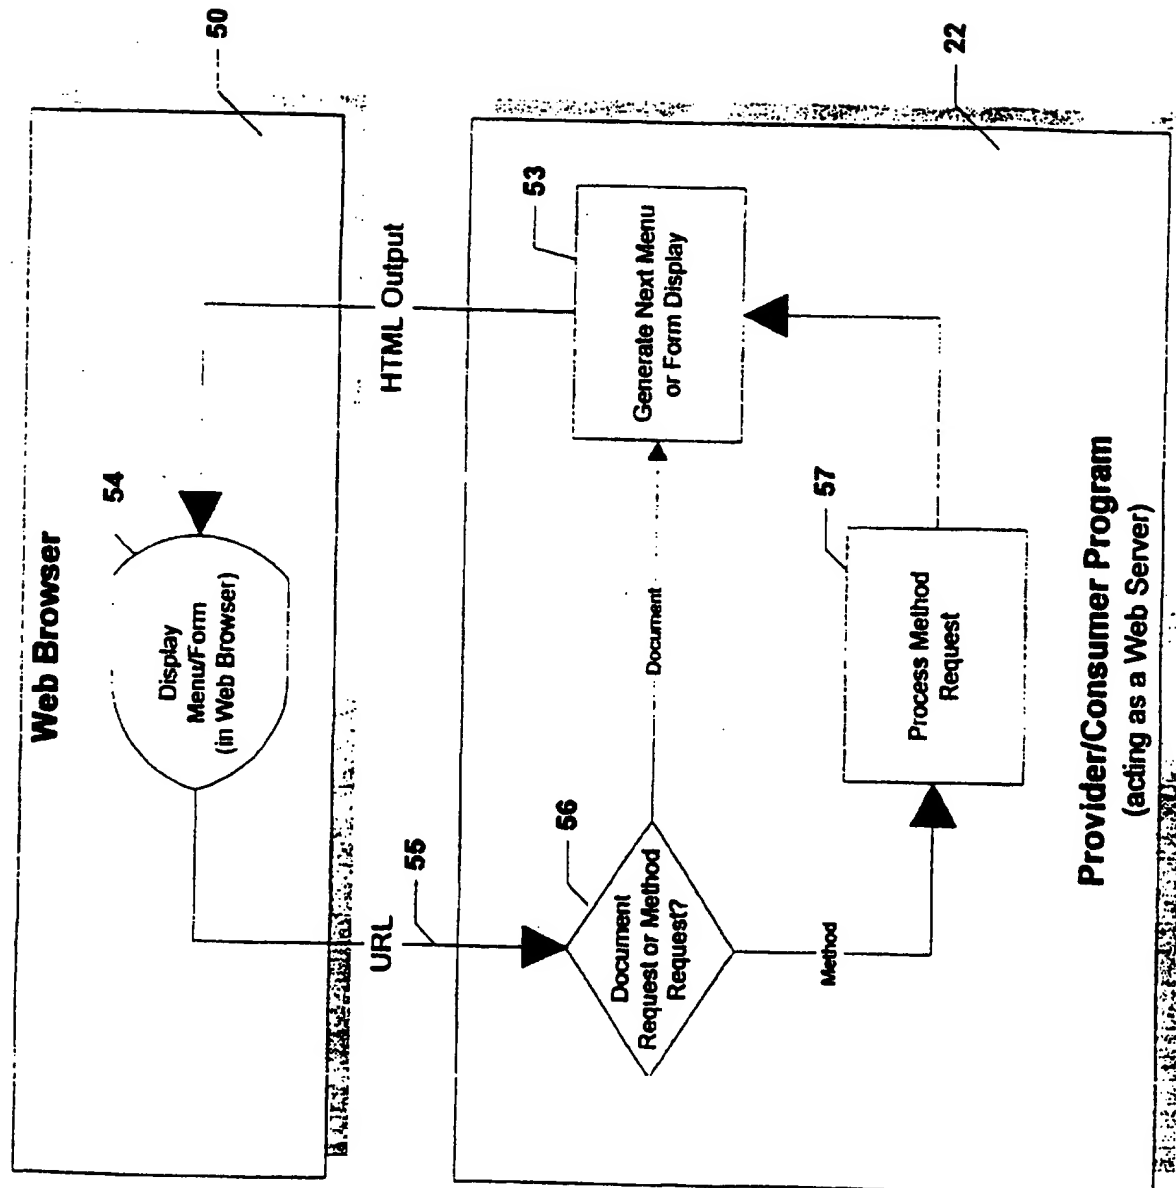 Web Browser
50
54
Display
Menu/Form
(in Web Browser)
URL
55
HTML Output
56
Document
Request or Method
Request?
Document
Method
53
Generate Next Menu
or Form Display
57
Process Method
Request
22
Provider/Consumer Program
(acting as a Web Server)